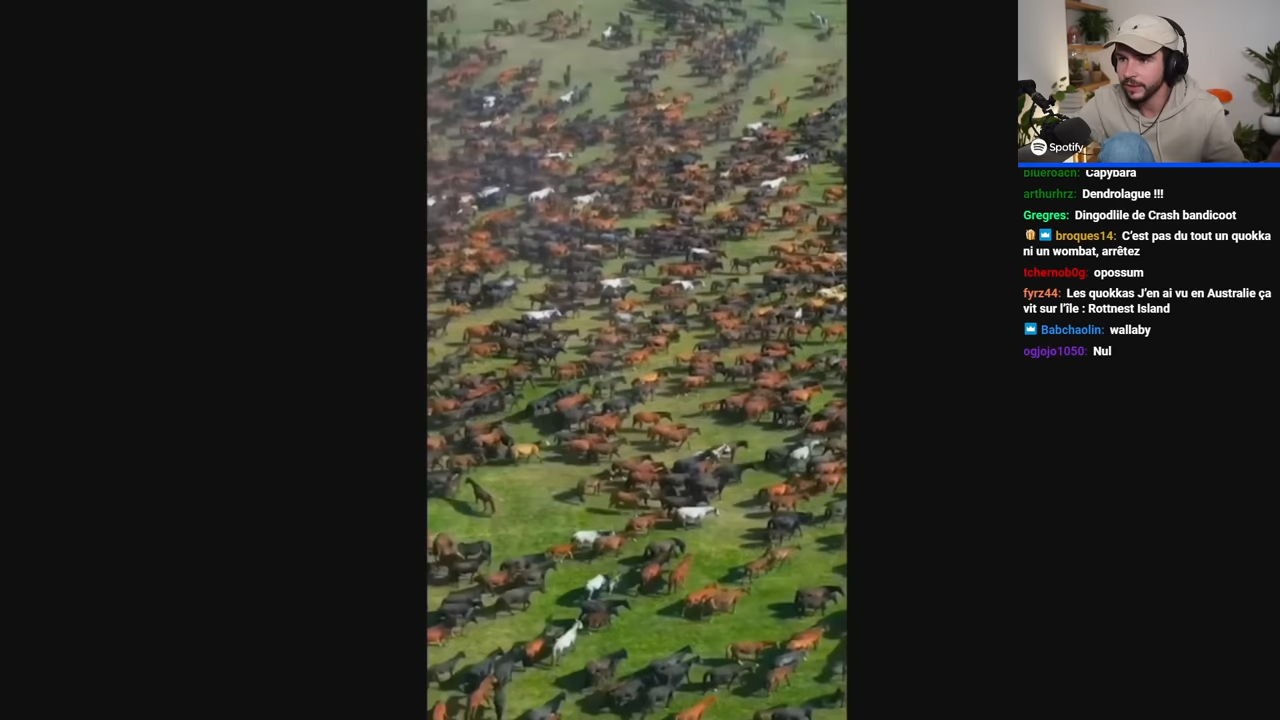 Spotify
blueroach: Capybara
arthurhrz: Dendrolague !!!
Gregres: Dingodlile de Crash bandicoot
broques14: C'est pas du tout un quokka
ni un wombat, arrêtez
tchernob0g: opossum
fyrz44: Les quokkas J'en ai vu en Australie ça
vit sur l'île : Rottnest Island
Babchaolin: wallaby
ogjojo1050: Nul